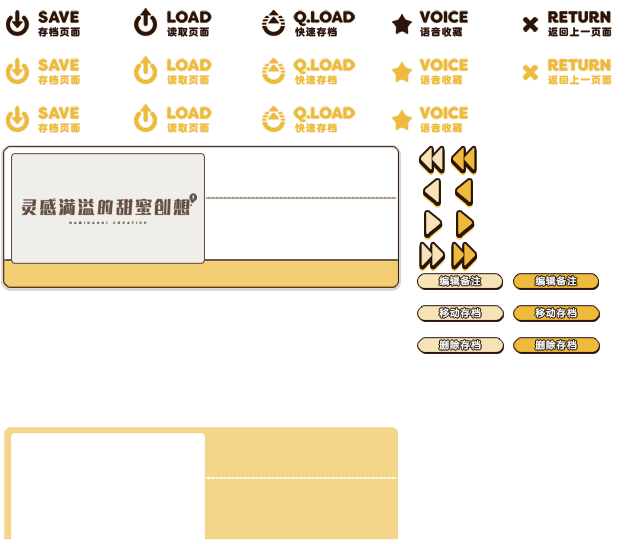 SAVE
存档页面
LOAD
读取页面
Q.LOAD
快速存档
VOICE
语音收藏
RETURN
返回上一页面
SAVE
存档页面
LOAD
读取页面
Q.LOAD
快速存档
VOICE
语音收藏
RETURN
返回上一页面
SAVE
存档页面
LOAD
读取页面
Q.LOAD
快速存档
VOICE
语音收藏
灵感满溢的甜蜜创想
HAMIDASHI CREATIVE
编辑备注
编辑备注
移动存档
移动存档
删除存档
删除存档